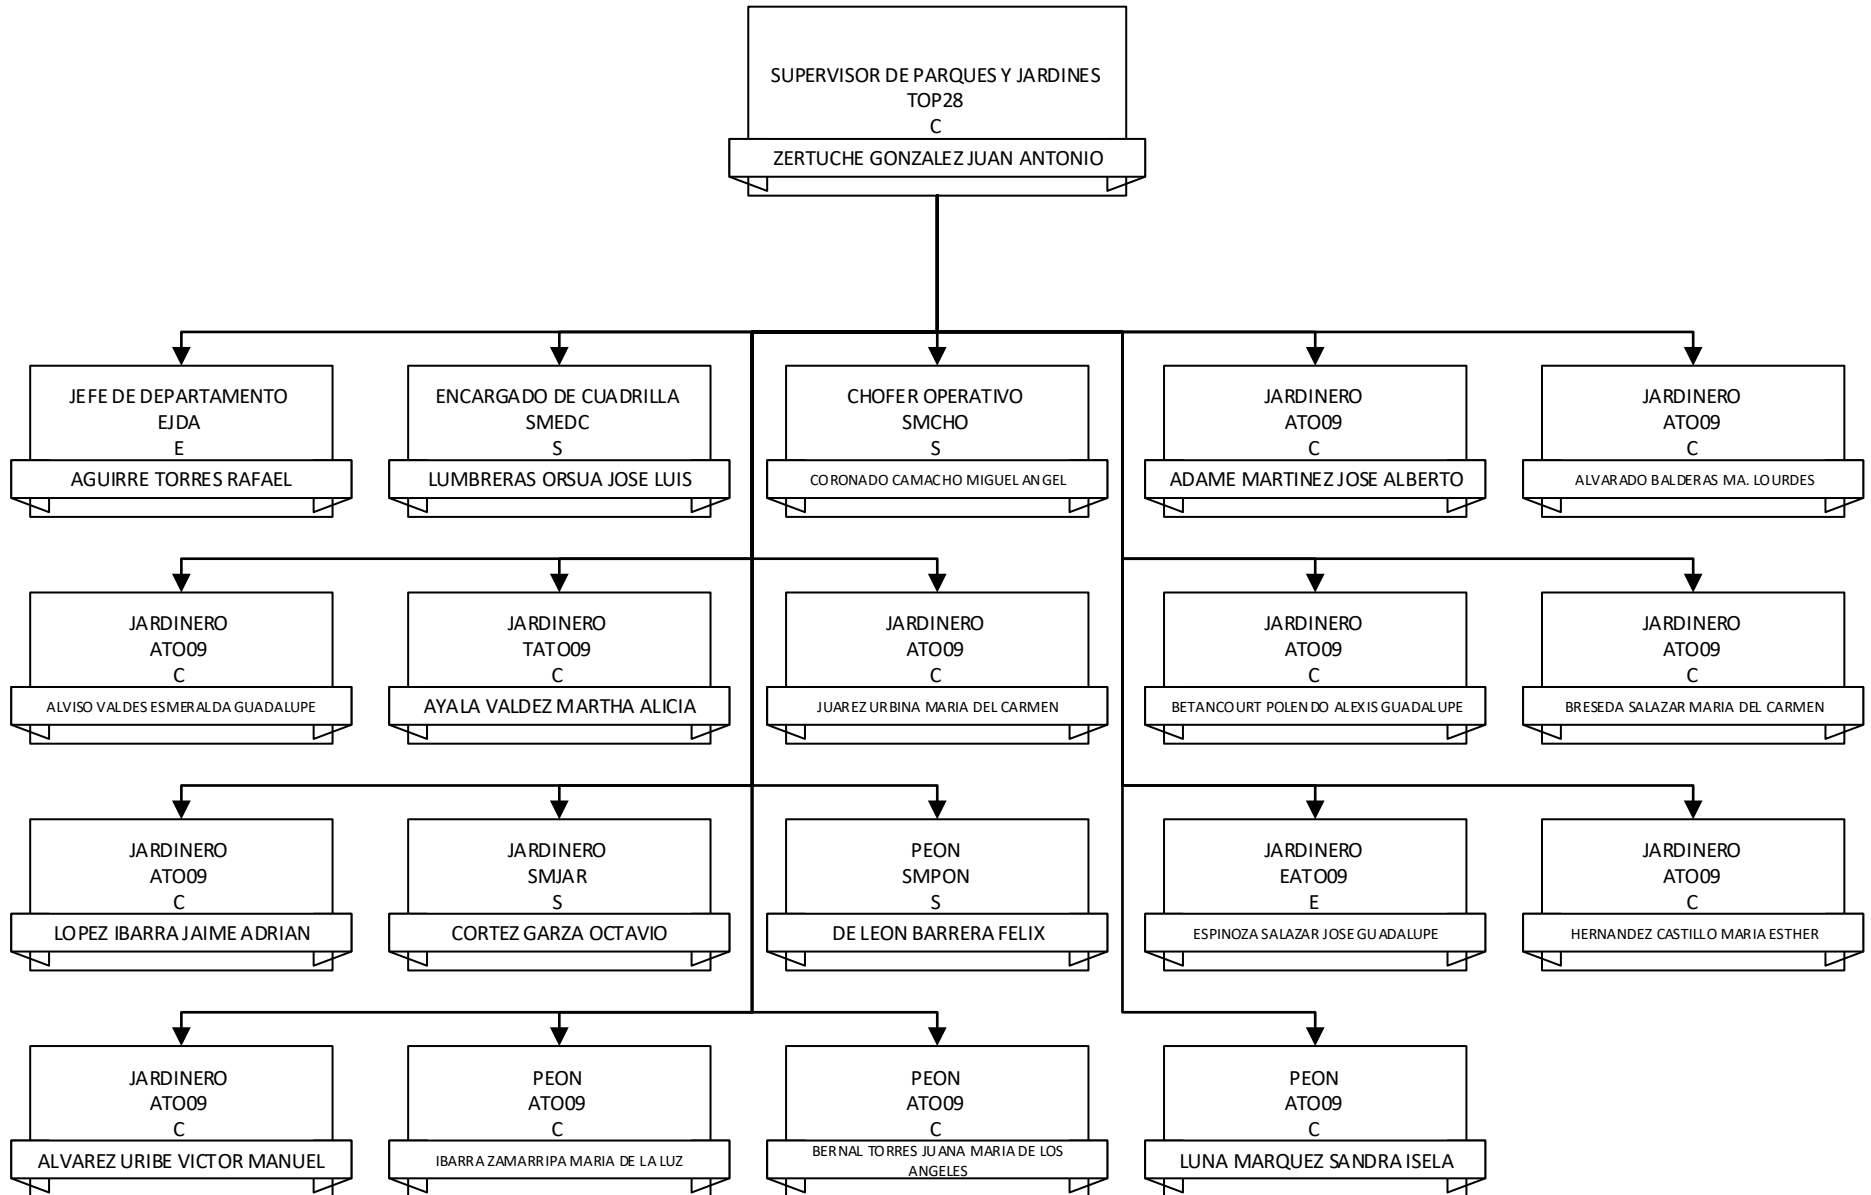 SUPERVISOR DE PARQUES Y JARDINES
TOP28
C
ZERTUCHE GONZALEZ JUAN ANTONIO
JEFE DE DEPARTAMENTO
EJDA
E
AGUIRRE TORRES RAFAEL
ENCARGADO DE CUADRILLA
SMEDC
S
LUMBRERAS ORSUA JOSE LUIS
CHOFER OPERATIVO
SMCHO
S
CORONADO CAMACHO MIGUEL ANGEL
JARDINERO
ATO09
C
ADAME MARTINEZ JOSE ALBERTO
JARDINERO
ATO09
C
ALVARADO BALDERAS MA. LOURDES
JARDINERO
ATO09
C
ALVISO VALDES ESMERALDA GUADALUPE
JARDINERO
TATO09
C
AYALA VALDEZ MARTHA ALICIA
JARDINERO
ATO09
C
JUAREZ URBINA MARIA DEL CARMEN
JARDINERO
ATO09
C
BETANCOURT POLENDO ALEXIS GUADALUPE
JARDINERO
ATO09
C
BRESEDA SALAZAR MARIA DEL CARMEN
JARDINERO
ATO09
C
LOPEZ IBARRA JAIME ADRIAN
JARDINERO
SMJAR
S
CORTEZ GARZA OCTAVIO
PEON
SMPON
S
DE LEON BARRERA FELIX
JARDINERO
EATO09
E
ESPINOZA SALAZAR JOSE GUADALUPE
JARDINERO
ATO09
C
HERNANDEZ CASTILLO MARIA ESTHER
JARDINERO
ATO09
C
ALVAREZ URIBE VICTOR MANUEL
PEON
ATO09
C
IBARRA ZAMARRIPA MARIA DE LA LUZ
PEON
ATO09
C
BERNAL TORRES JUANA MARIA DE LOS
ANGELES
PEON
ATO09
C
LUNA MARQUEZ SANDRA ISELA